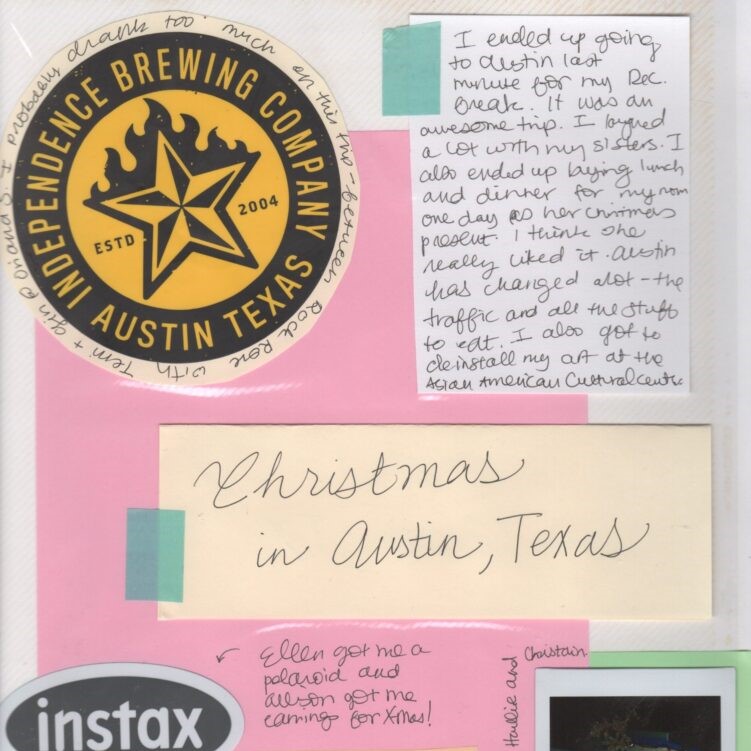 I probably drank too much on this trip - between Rock Rose with Tem + gin @ Oriana's.
INDEPENDENCE BREWING COMPANY
ESTD 2004
AUSTIN TEXAS
I ended up going
to Austin last
minute for my Dec.
break. It was an
awesome trip. I layed
a lot with my sisters. I
also ended up buying lunch
and dinner for my mom
one day as her christmas
present. I think she
really liked it. Austin
has changed alot - the
traffic and all the stuff
to eat. I also got to
deinstall my art at the
Asian American Cultural Cente
Christmas
in Austin, Texas
Ellen got me a
polaroid and
Allison got me
earrings for Xmas!
Hallie and
Christain.
instax